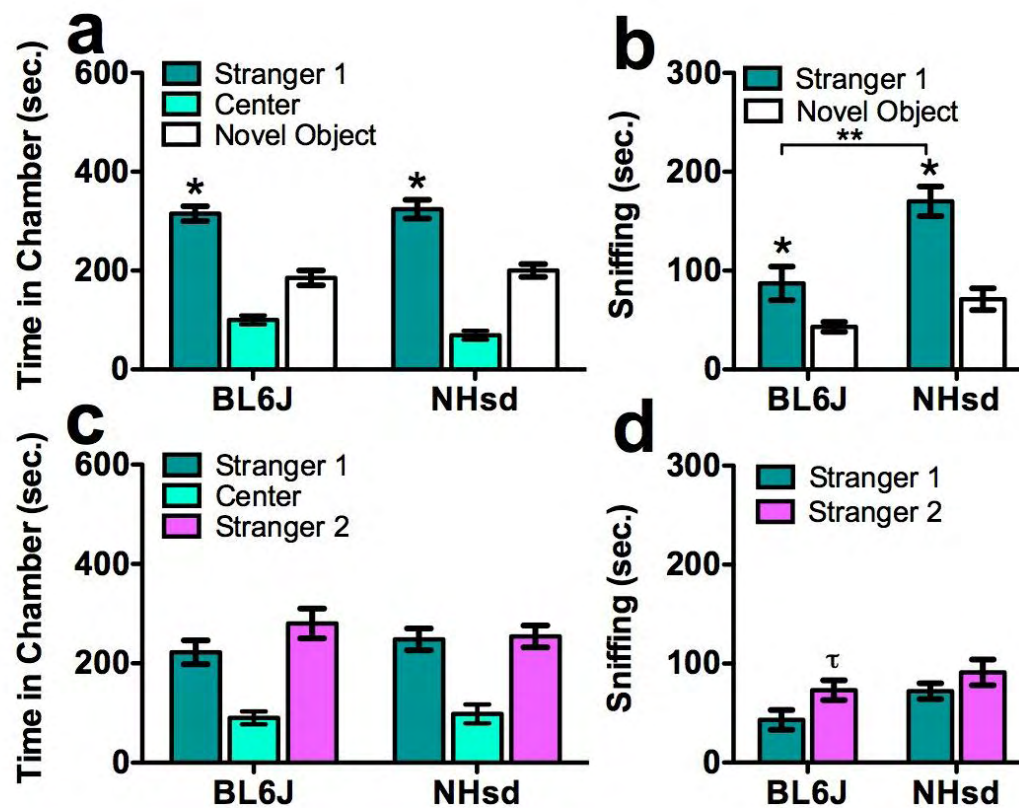 a
Time in Chamber (sec.)
600
400
200
0
Stranger 1
Center
Novel Object
*
*
BL6J
NHsd
b
Sniffing (sec.)
300
200
100
0
Stranger 1
Novel Object
**
*
*
BL6J
NHsd
c
Time in Chamber (sec.)
600
400
200
0
Stranger 1
Center
Stranger 2
BL6J
NHsd
d
Sniffing (sec.)
300
200
100
0
Stranger 1
Stranger 2
τ
BL6J
NHsd